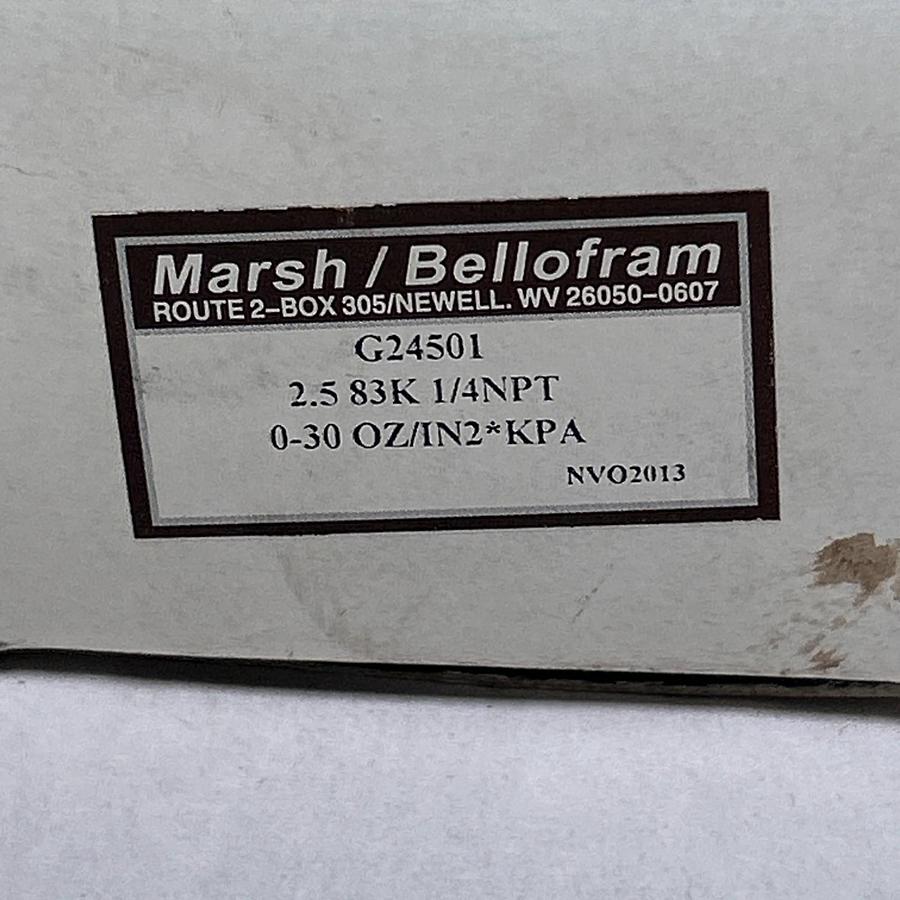 Marsh / Bellofram
ROUTE 2-BOX 305/NEWELL. WV 26050-0607
G24501
2.5 83K 1/4NPT
0-30 OZ/IN2*KPA
NVO2013